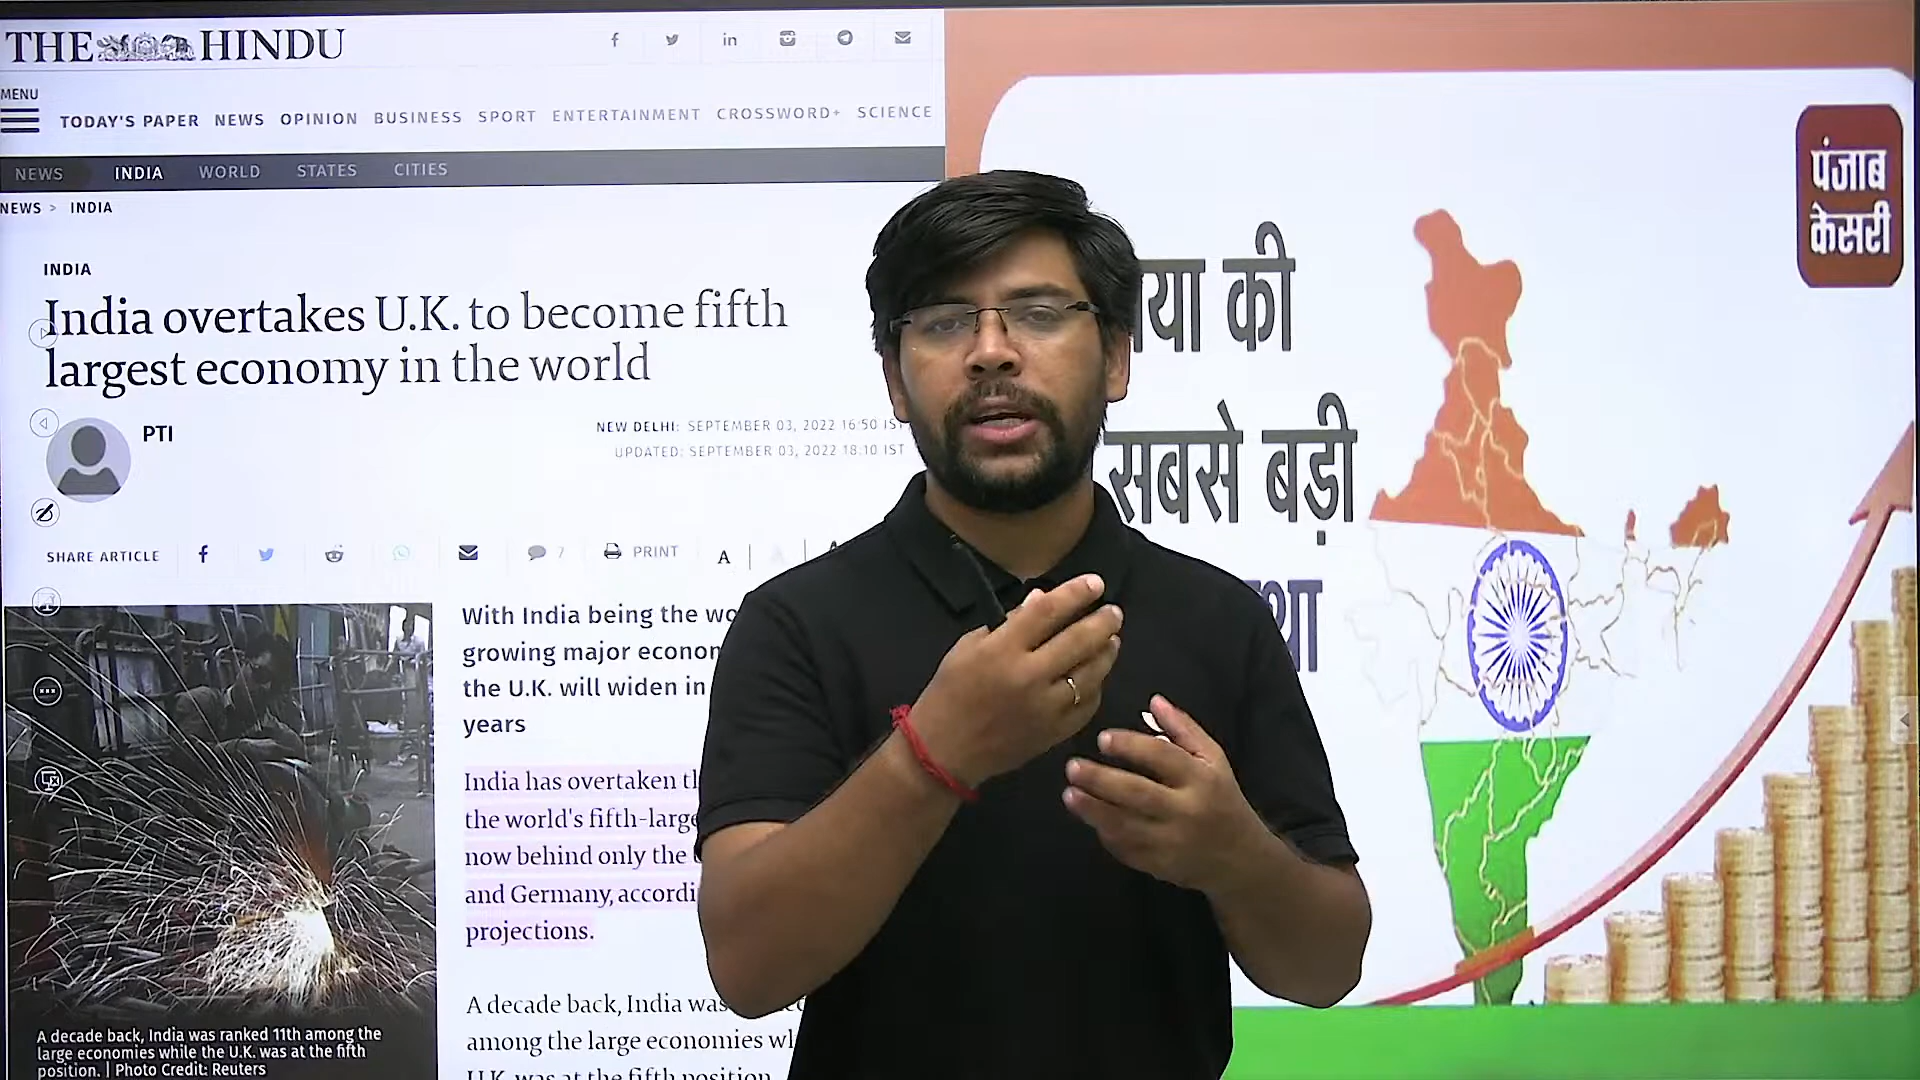 THE HINDU
MENU
TODAY'S PAPER NEWS OPINION BUSINESS SPORT ENTERTAINMENT CROSSWORD+ SCIENCE
NEWS INDIA WORLD STATES CITIES
NEWS > INDIA
INDIA
India overtakes U.K. to become fifth
largest economy in the world
PTI
NEW DELHI: SEPTEMBER 03, 2022 16:50 IST
UPDATED: SEPTEMBER 03, 2022 18:10 IST
SHARE ARTICLE 7 PRINT A
With India being the
growing major
the U.K. will widen in
years
India has overtaken
the world's
now behind only the
and Germany,
projections.
A decade back, India was
among the large economies
U.K. was at the fifth position
A decade back, India was ranked 11th among the
large economies while the U.K. was at the fifth
position. | Photo Credit: Reuters
पंजाब
केसरी
की
सबसे बड़ी